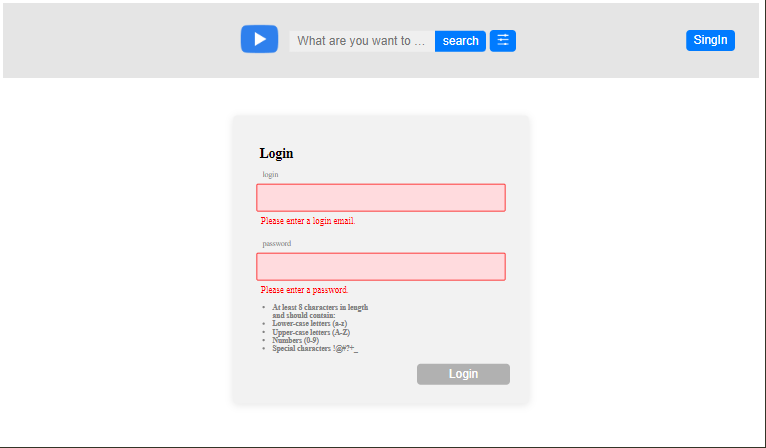 What are you want to ...
search
SingIn
Login
login
Please enter a login email.
password
Please enter a password.
• At least 8 characters in length
and should contain:
• Lower-case letters (a-z)
• Upper-case letters (A-Z)
• Numbers (0-9)
• Special characters !@#?+_
Login